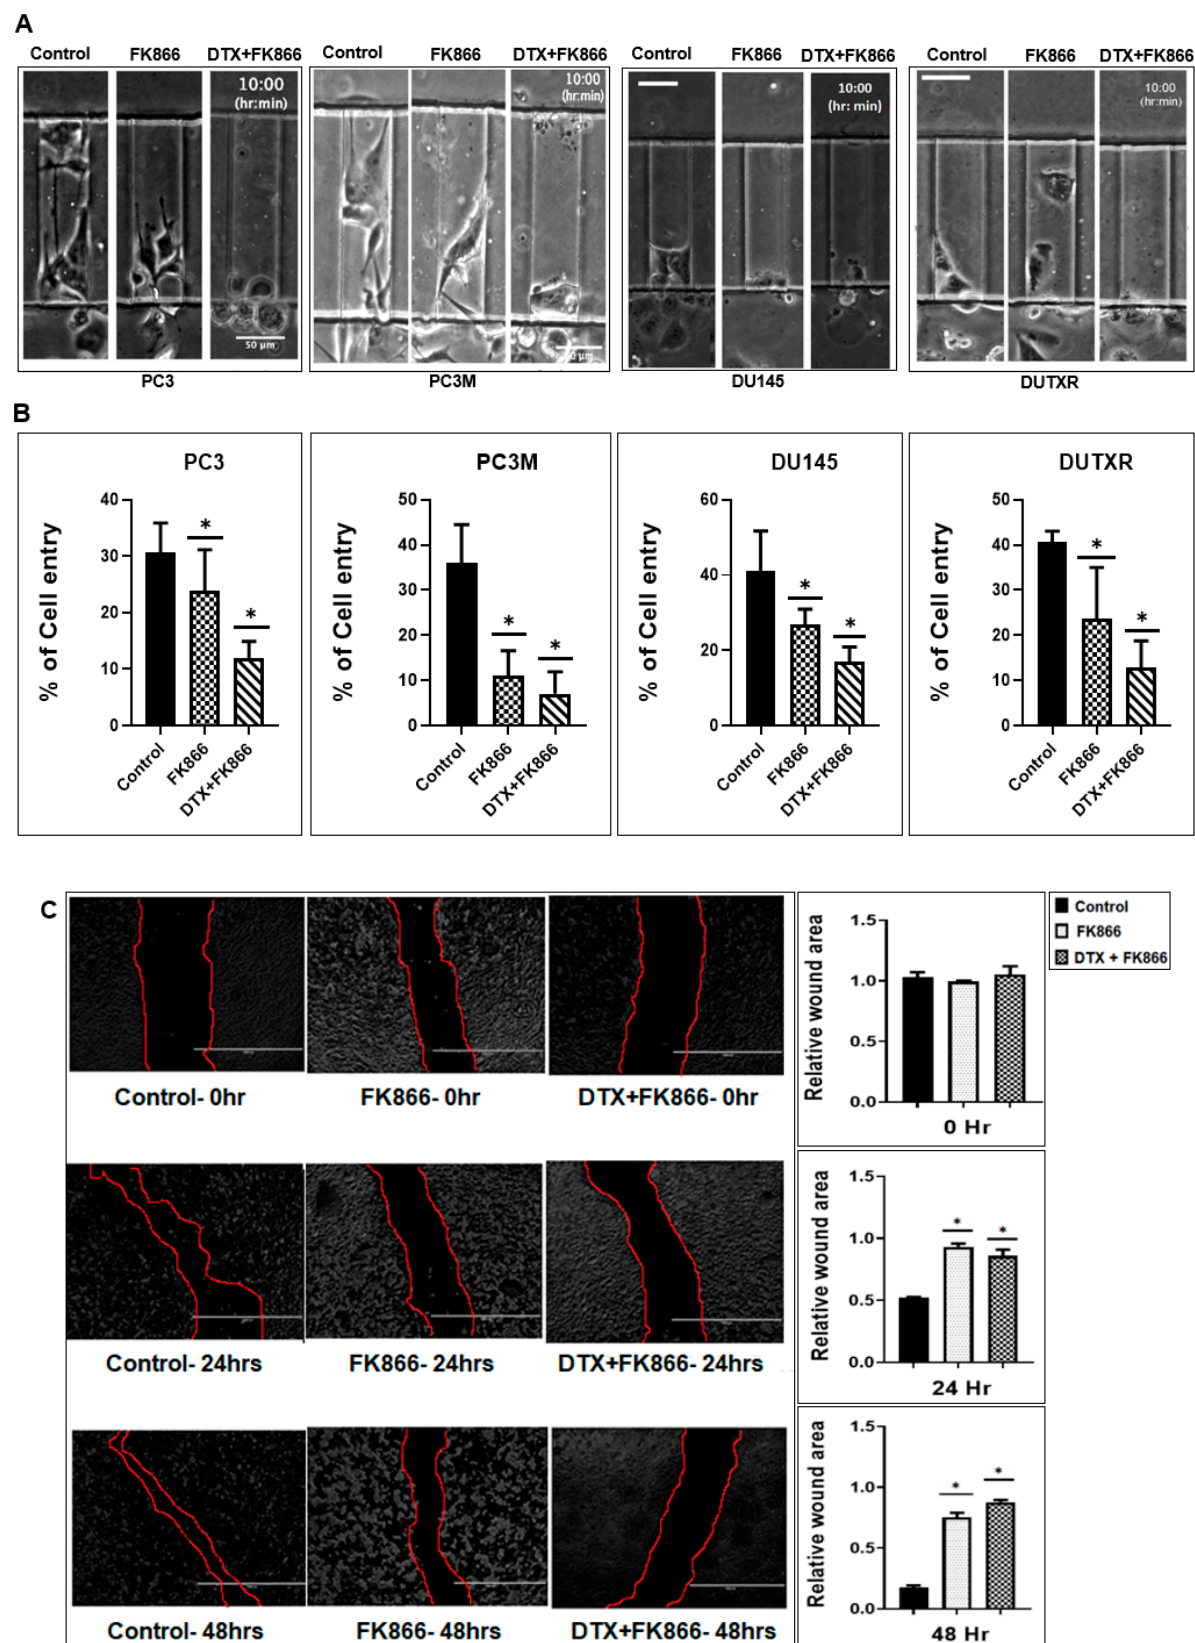 A
Control FK866 DTX+FK866 Control FK866 DTX+FK866 Control FK866 DTX+FK866 Control FK866 DTX+FK866
10:00 10:00 10:00 10:00
(hr:min) (hr:min) (hr: min) (hr:min)
50 µm µm
PC3 PC3M DU145 DUTXR
B
PC3 PC3M DU145 DUTXR
% of Cell entry
40
30
20
10
0
Control FK866 DTX+FK866
*
*
% of Cell entry
50
40
30
20
10
0
Control FK866 DTX+FK866
*
*
% of Cell entry
60
40
20
0
Control FK866 DTX+FK866
*
*
% of Cell entry
50
40
30
20
10
0
Control FK866 DTX+FK866
*
*
C
Control- 0hr FK866- 0hr DTX+FK866- 0hr
Relative wound area
1.5
1.0
0.5
0.0
0 Hr
Control
FK866
DTX + FK866
Control- 24hrs FK866- 24hrs DTX+FK866- 24hrs
Relative wound area
1.5
1.0
0.5
0.0
* *
24 Hr
Control- 48hrs FK866- 48hrs DTX+FK866- 48hrs
Relative wound area
1.5
1.0
0.5
0.0
* *
48 Hr